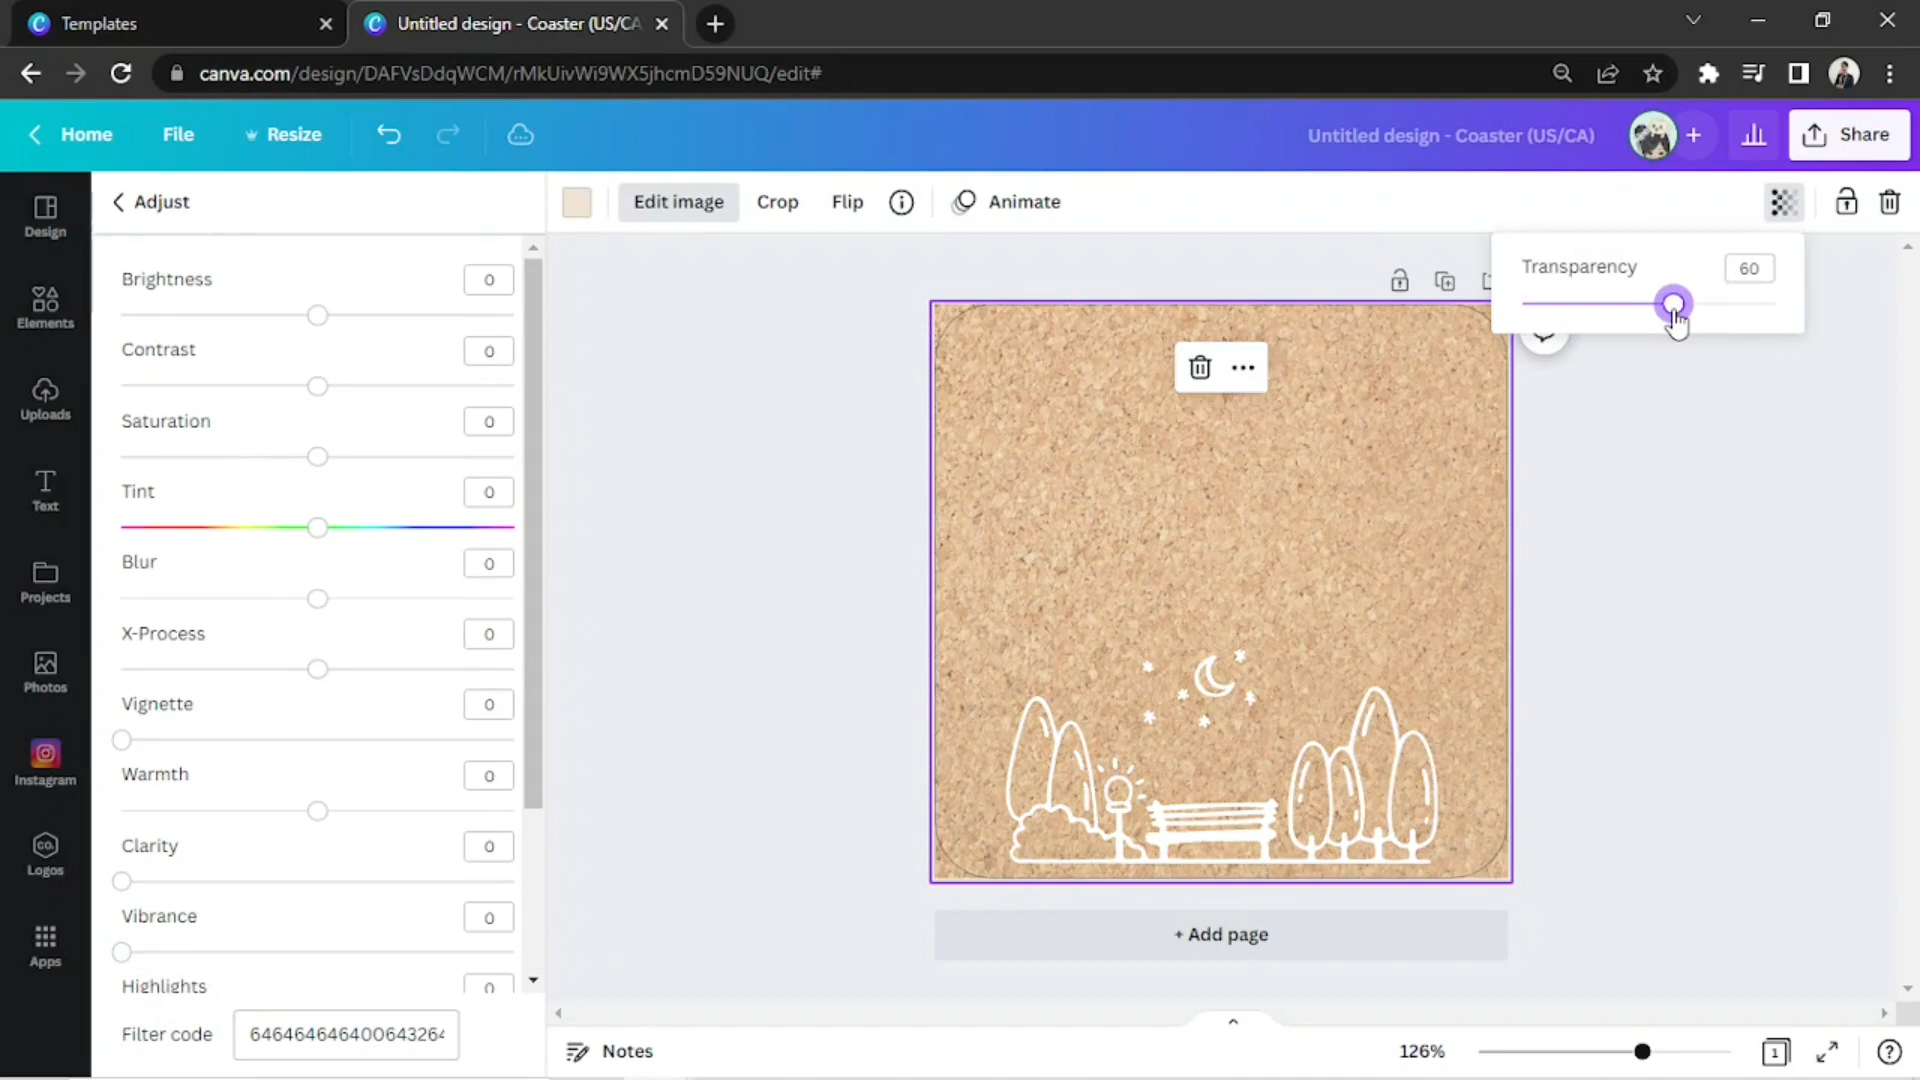 Templates
Untitled design - Coaster (US/CA
canva.com/design/DAFVsDdqWCM/rMkUivWi9WX5jhcmD59NUQ/edit#
Home
File
Resize
Untitled design - Coaster (US/CA)
Share
Design
Elements
Uploads
Text
Projects
Photos
Instagram
CO.
Logos
Apps
Adjust
Brightness 0
Contrast 0
Saturation 0
Tint 0
Blur 0
X-Process 0
Vignette 0
Warmth 0
Clarity 0
Vibrance 0
Highlights 0
Filter code 646464646400643264
Edit image
Crop
Flip
Animate
Transparency 60
+ Add page
Notes
126%
1